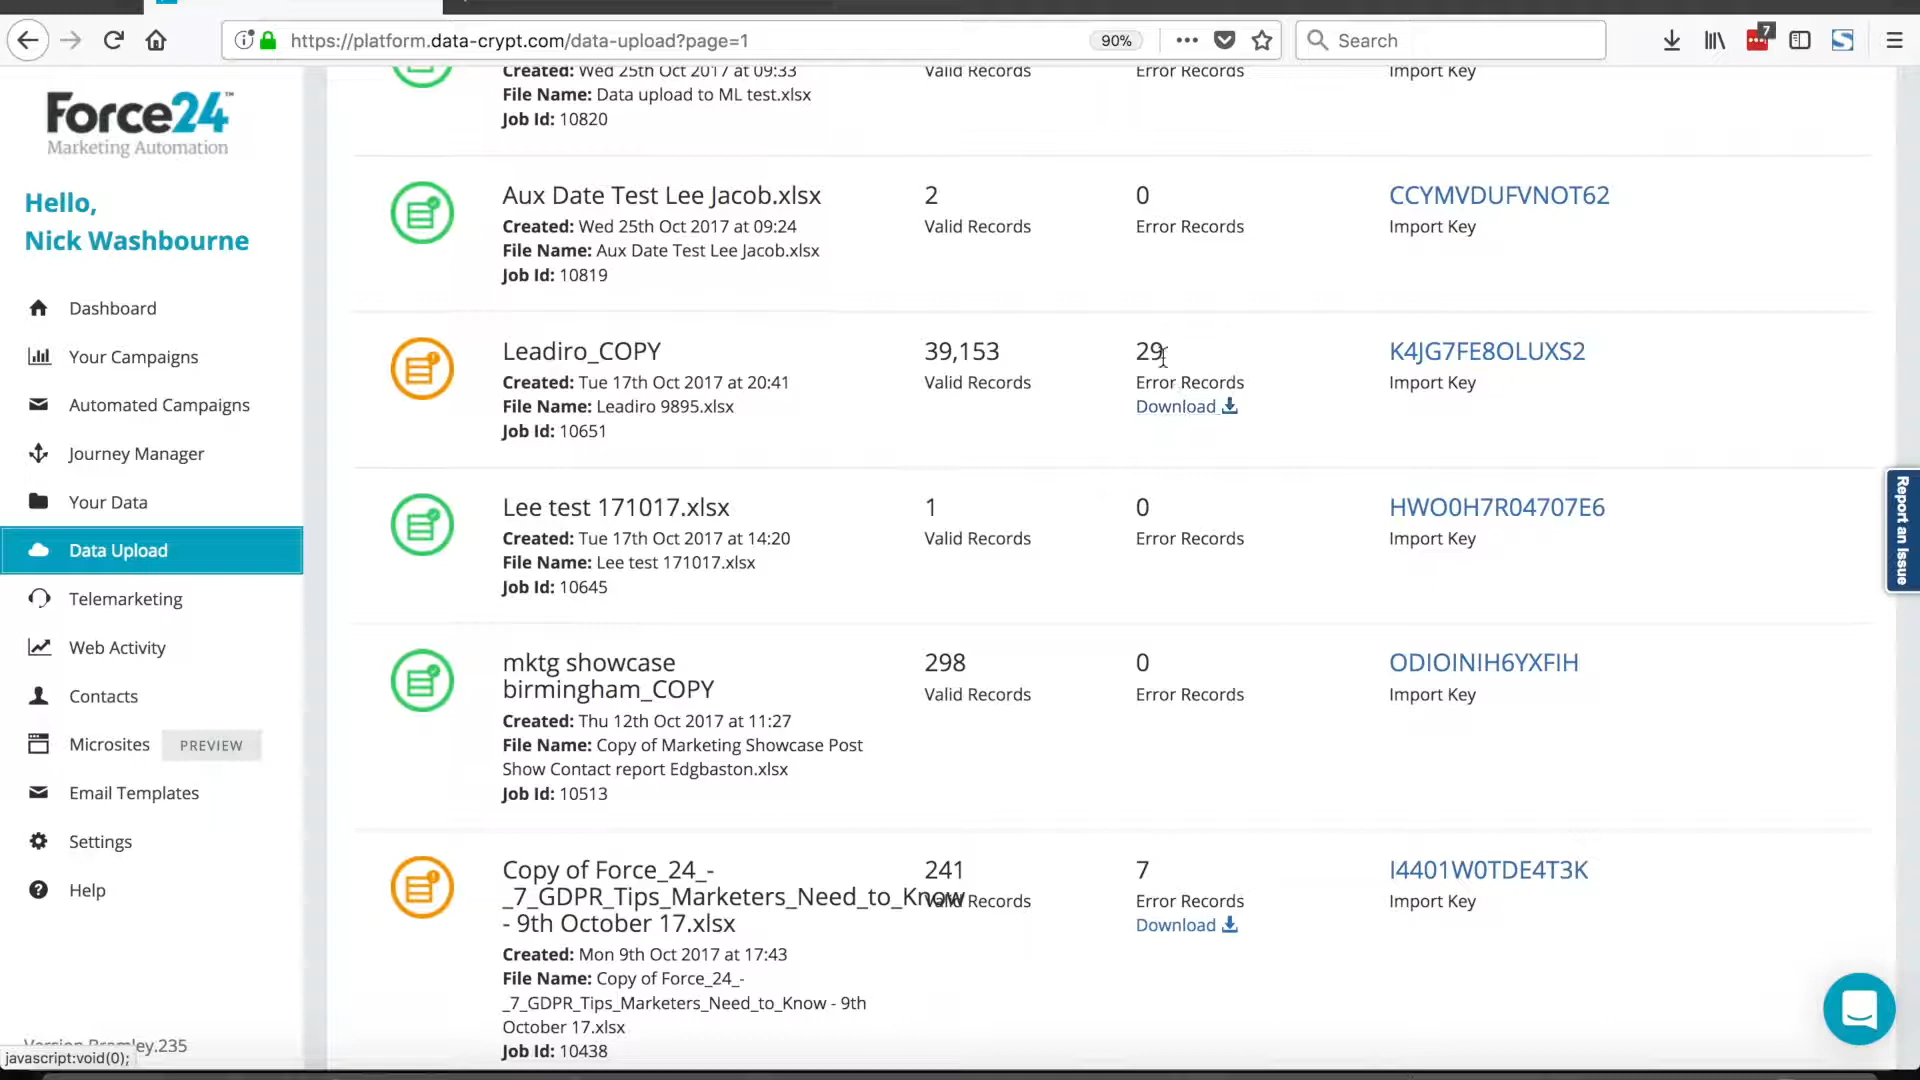 https://platform.data-crypt.com/data-upload?page=1
90%
Search
7
Force24™
Marketing Automation
Hello,
Nick Washbourne
Dashboard
Your Campaigns
Automated Campaigns
Journey Manager
Your Data
Data Upload
Telemarketing
Web Activity
Contacts
Microsites PREVIEW
Email Templates
Settings
Help
javascript:void(0);
Created: Wed 25th Oct 2017 at 09:33
File Name: Data upload to ML test.xlsx
Job Id: 10820
Valid Records
Error Records
Import Key
Aux Date Test Lee Jacob.xlsx
Created: Wed 25th Oct 2017 at 09:24
File Name: Aux Date Test Lee Jacob.xlsx
Job Id: 10819
2
Valid Records
0
Error Records
CCYMVDUFVNOT62
Import Key
Leadiro_COPY
Created: Tue 17th Oct 2017 at 20:41
File Name: Leadiro 9895.xlsx
Job Id: 10651
39,153
Valid Records
29
Error Records
Download
K4JG7FE8OLUXS2
Import Key
Lee test 171017.xlsx
Created: Tue 17th Oct 2017 at 14:20
File Name: Lee test 171017.xlsx
Job Id: 10645
1
Valid Records
0
Error Records
HWO0H7R04707E6
Import Key
mktg showcase
birmingham_COPY
Created: Thu 12th Oct 2017 at 11:27
File Name: Copy of Marketing Showcase Post
Show Contact report Edgbaston.xlsx
Job Id: 10513
298
Valid Records
0
Error Records
ODIOINIH6YXFIH
Import Key
Copy of Force_24_-
_7_GDPR_Tips_Marketers_Need_to_Know
- 9th October 17.xlsx
Created: Mon 9th Oct 2017 at 17:43
File Name: Copy of Force_24_-
_7_GDPR_Tips_Marketers_Need_to_Know - 9th
October 17.xlsx
Job Id: 10438
241
Valid Records
7
Error Records
Download
I4401W0TDE4T3K
Import Key
Report an Issue